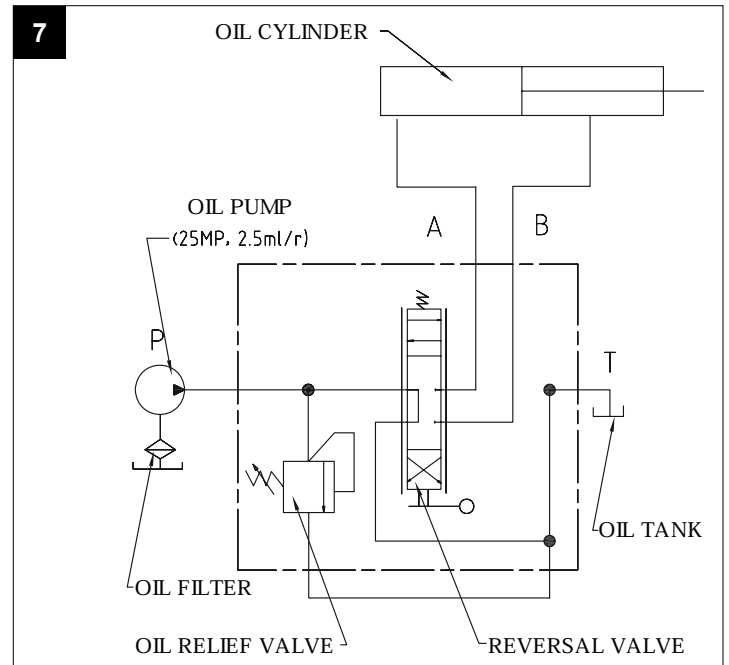 7
OIL CYLINDER
OIL PUMP
(25MP, 2.5ml/r)
A
B
P
T
OIL TANK
OIL FILTER
OIL RELIEF VALVE
REVERSAL VALVE